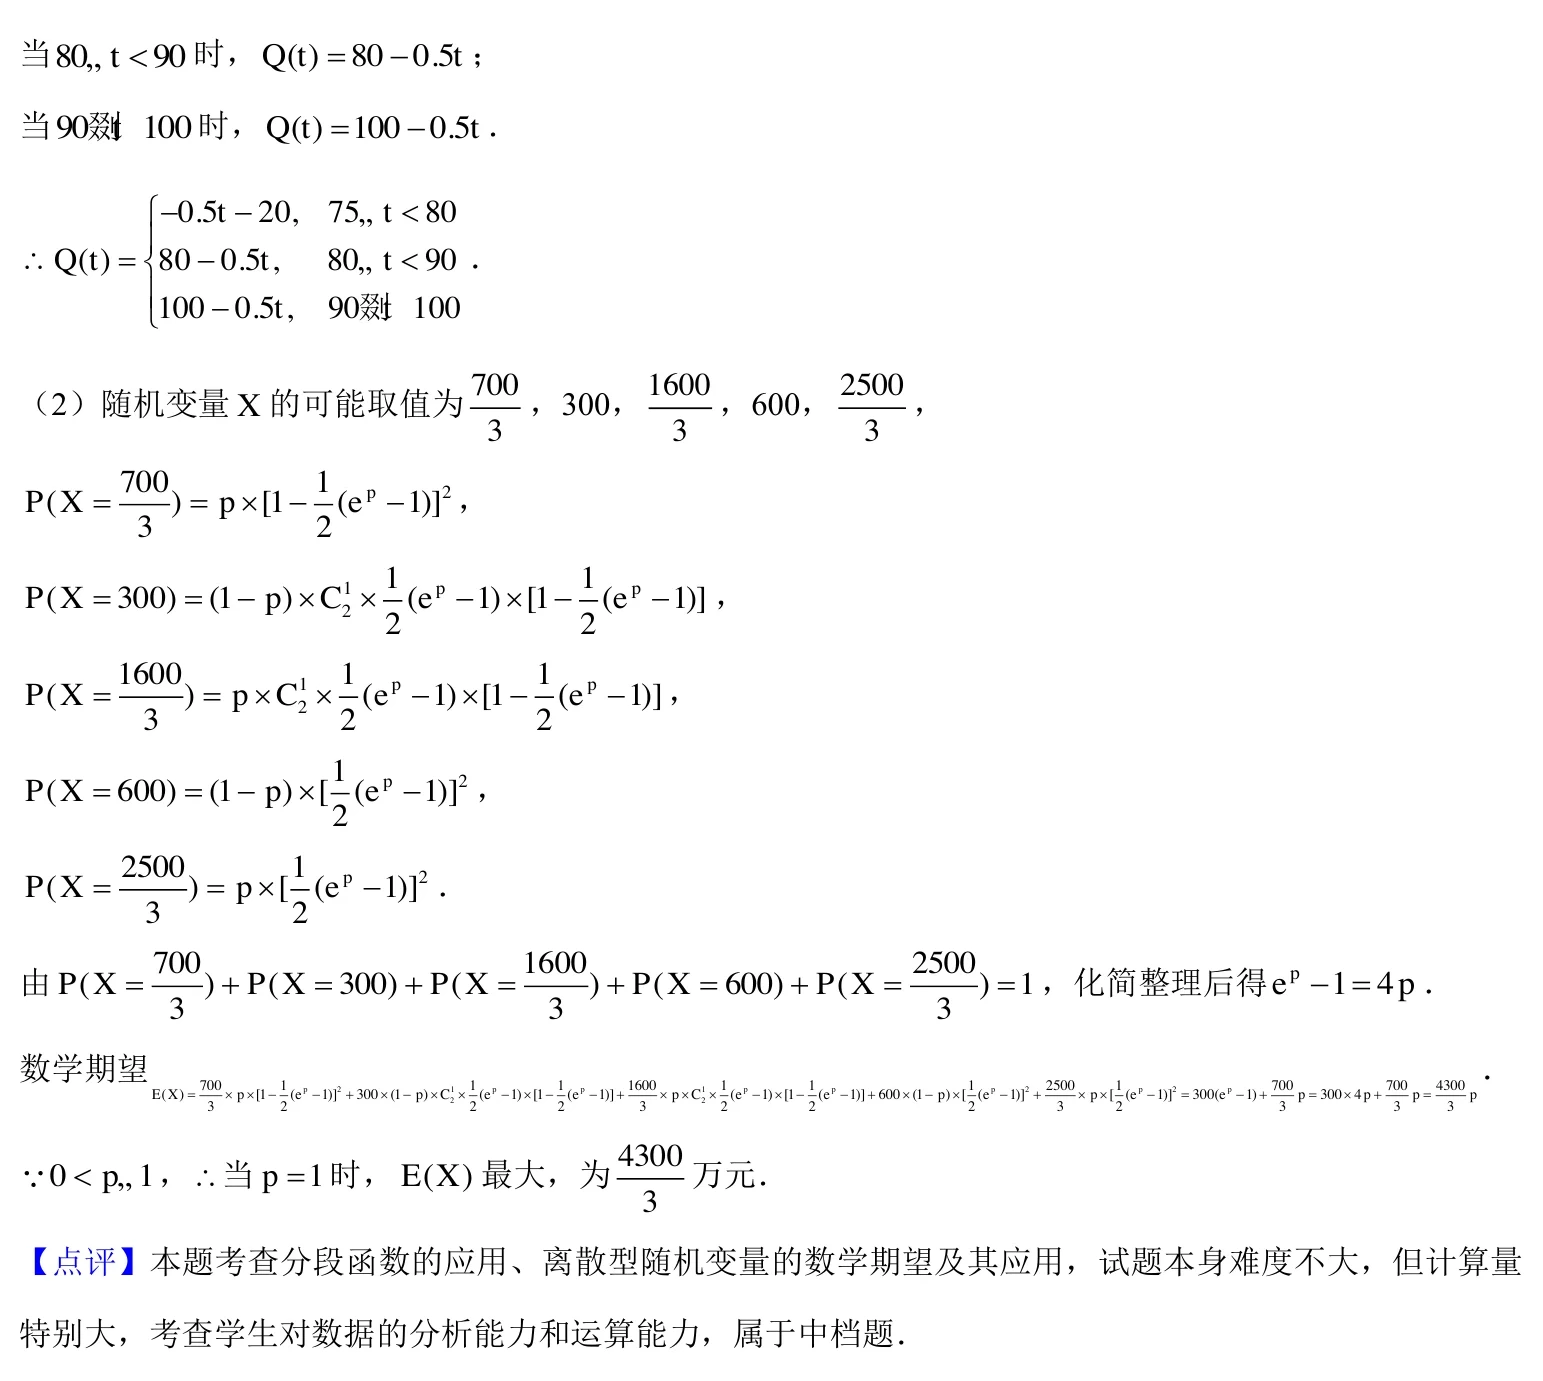 当80,, t < 90时，Q(t) = 80 − 0.5t；
当90剟t 100时，Q(t) = 100 − 0.5t．
∴ Q(t) = { −0.5t − 20, 75,, t < 80
80 − 0.5t, 80,, t < 90 ．
100 − 0.5t, 90剟t 100
（2）随机变量 X 的可能取值为 700/3，300，1600/3，600，2500/3，
P(X = 700/3) = p × [1 − 1/2(e^p − 1)]^2，
P(X = 300) = (1 − p) × C_2^1 × 1/2(e^p − 1) × [1 − 1/2(e^p − 1)]，
P(X = 1600/3) = p × C_2^1 × 1/2(e^p − 1) × [1 − 1/2(e^p − 1)]，
P(X = 600) = (1 − p) × [1/2(e^p − 1)]^2，
P(X = 2500/3) = p × [1/2(e^p − 1)]^2．
由 P(X = 700/3) + P(X = 300) + P(X = 1600/3) + P(X = 600) + P(X = 2500/3) = 1，化简整理后得 e^p − 1 = 4p．
数学期望 E(X) = 700/3 × p × [1 − 1/2(e^p − 1)]^2 + 300 × (1 − p) × C_2^1 × 1/2(e^p − 1) × [1 − 1/2(e^p − 1)] + 1600/3 × p × C_2^1 × 1/2(e^p − 1) × [1 − 1/2(e^p − 1)] + 600 × (1 − p) × [1/2(e^p − 1)]^2 + 2500/3 × p × [1/2(e^p − 1)]^2 = 300(e^p − 1) + 700/3 p = 300 × 4p + 700/3 p = 4300/3 p．
∵ 0 < p,, 1，∴当 p = 1时，E(X) 最大，为 4300/3 万元．
【点评】本题考查分段函数的应用、离散型随机变量的数学期望及其应用，试题本身难度不大，但计算量
特别大，考查学生对数据的分析能力和运算能力，属于中档题．